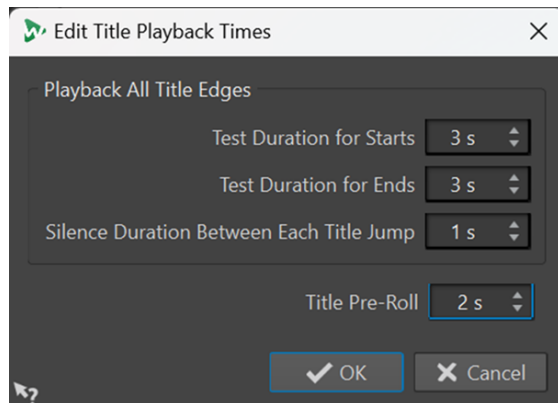 Edit Title Playback Times
Playback All Title Edges
Test Duration for Starts 3 s
Test Duration for Ends 3 s
Silence Duration Between Each Title Jump 1 s
Title Pre-Roll 2 s
OK Cancel
?